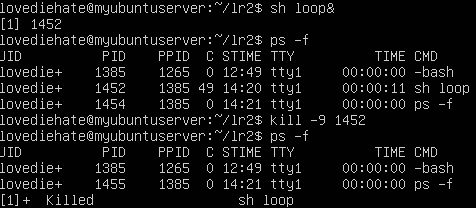 lovediehate@myubuntuserver:~/lr2$ sh loop&
[1] 1452
lovediehate@myubuntuserver:~/lr2$ ps -f
UID PID PPID C STIME TTY TIME CMD
lovedie+ 1385 1265 0 12:49 tty1 00:00:00 -bash
lovedie+ 1452 1385 49 14:20 tty1 00:00:11 sh loop
lovedie+ 1454 1385 0 14:21 tty1 00:00:00 ps -f
lovediehate@myubuntuserver:~/lr2$ kill -9 1452
lovediehate@myubuntuserver:~/lr2$ ps -f
UID PID PPID C STIME TTY TIME CMD
lovedie+ 1385 1265 0 12:49 tty1 00:00:00 -bash
lovedie+ 1455 1385 0 14:21 tty1 00:00:00 ps -f
[1]+ Killed sh loop